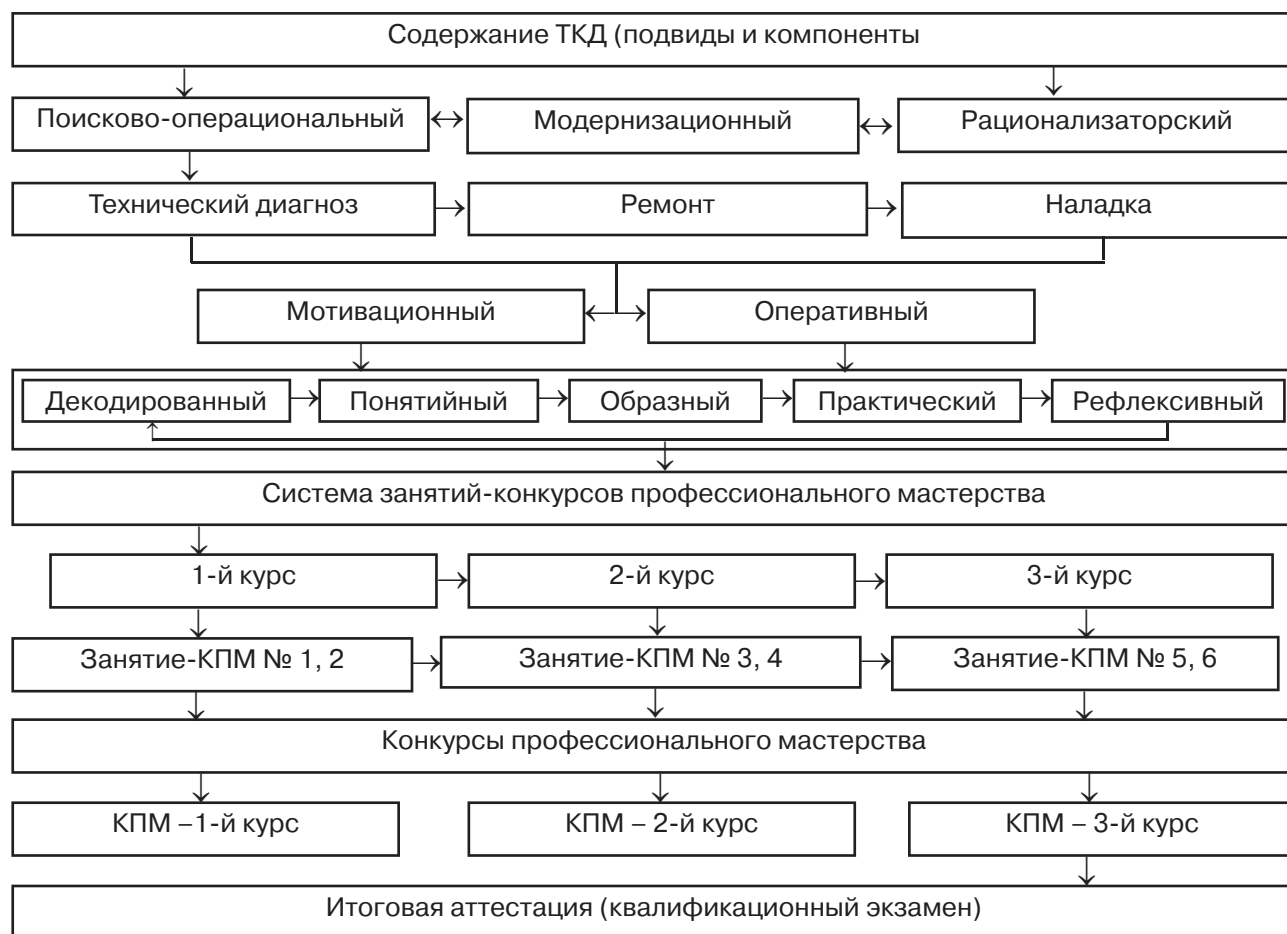 Содержание ТКД (подвиды и компоненты
Поисково-операциональный
Модернизационный
Рационализаторский
Технический диагноз
Ремонт
Наладка
Мотивационный
Оперативный
Декодированный
Понятийный
Образный
Практический
Рефлексивный
Система занятий-конкурсов профессионального мастерства
1-й курс
2-й курс
3-й курс
Занятие-КПМ № 1, 2
Занятие-КПМ № 3, 4
Занятие-КПМ № 5, 6
Конкурсы профессионального мастерства
КПМ –1-й курс
КПМ – 2-й курс
КПМ – 3-й курс
Итоговая аттестация (квалификационный экзамен)